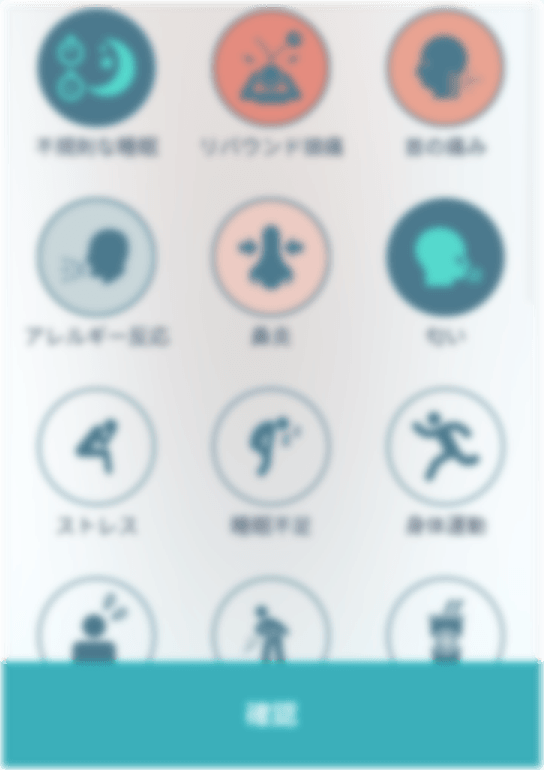 不規則な睡眠
リバウンド頭痛
首の痛み
アレルギー反応
鼻炎
匂い
ストレス
睡眠不足
身体運動
確認